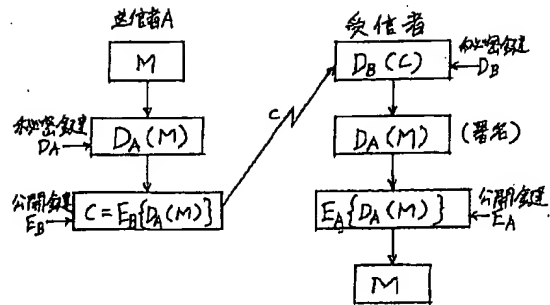 送信者A
M
秘密鍵
DA
DA(M)
公開鍵
EB
C=EB{DA(M)}
C
受信者
DB(C)
秘密鍵
DB
DA(M)
(署名)
EA{DA(M)}
公開鍵
EA
M